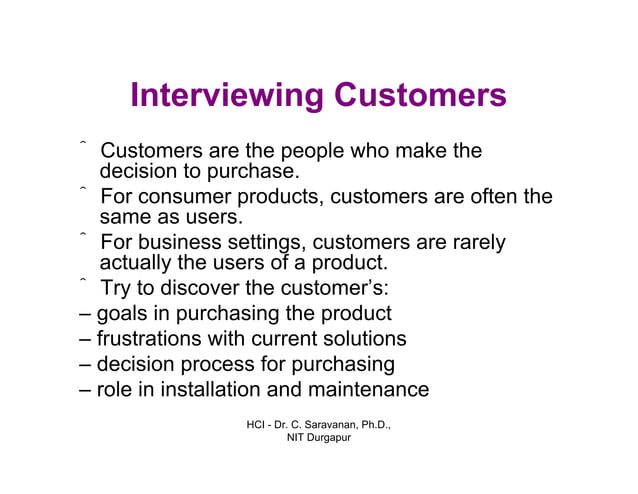 Interviewing Customers
ˆ Customers are the people who make the
decision to purchase.
ˆ For consumer products, customers are often the
same as users.
ˆ For business settings, customers are rarely
actually the users of a product.
ˆ Try to discover the customer’s:
– goals in purchasing the product
– frustrations with current solutions
– decision process for purchasing
– role in installation and maintenance
HCI - Dr. C. Saravanan, Ph.D.,
NIT Durgapur